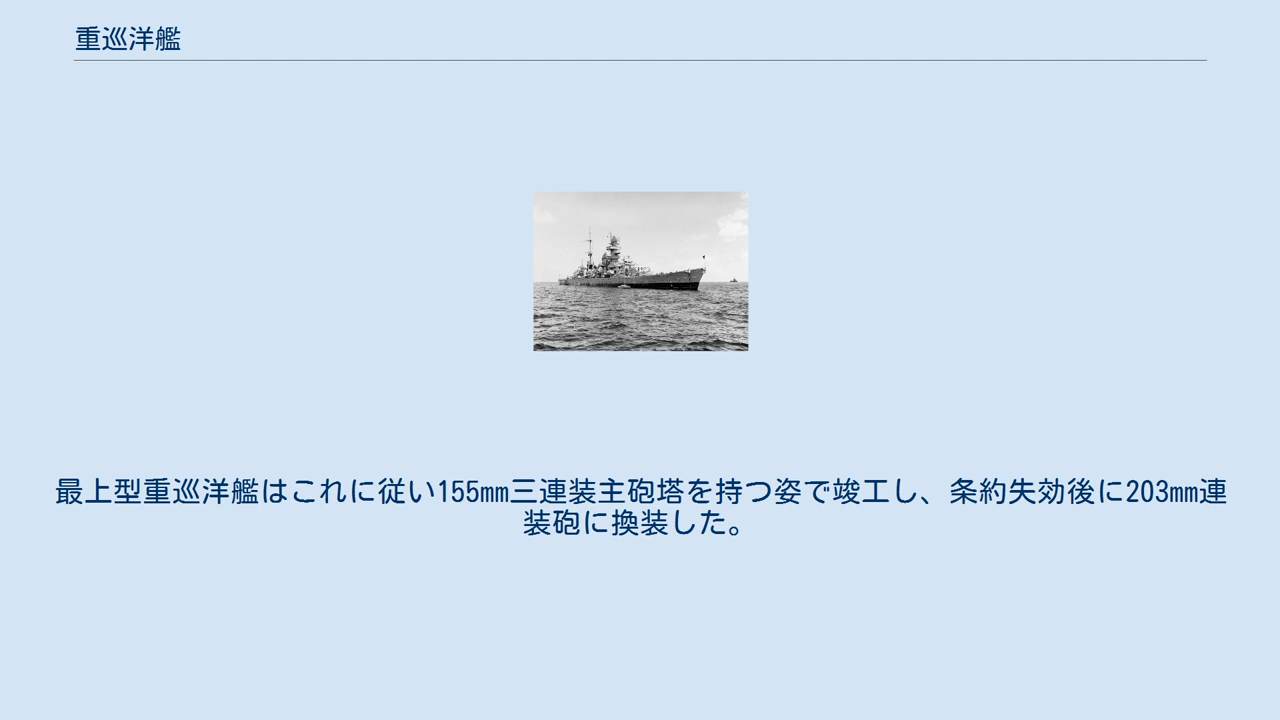 重巡洋艦
最上型重巡洋艦はこれに従い155mm三連装主砲塔を持つ姿で竣工し、条約失効後に203mm連
装砲に換装した。